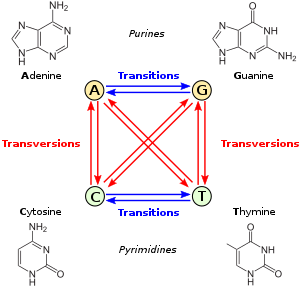 NH₂
N
N
N
H
N
Adenine
Purines
O
N
NH
N
H
N
NH₂
Guanine
Transitions
A
G
Transversions
Transversions
C
T
Transitions
Cytosine
Pyrimidines
Thymine
NH₂
N
N
H
O
O
NH
N
H
O